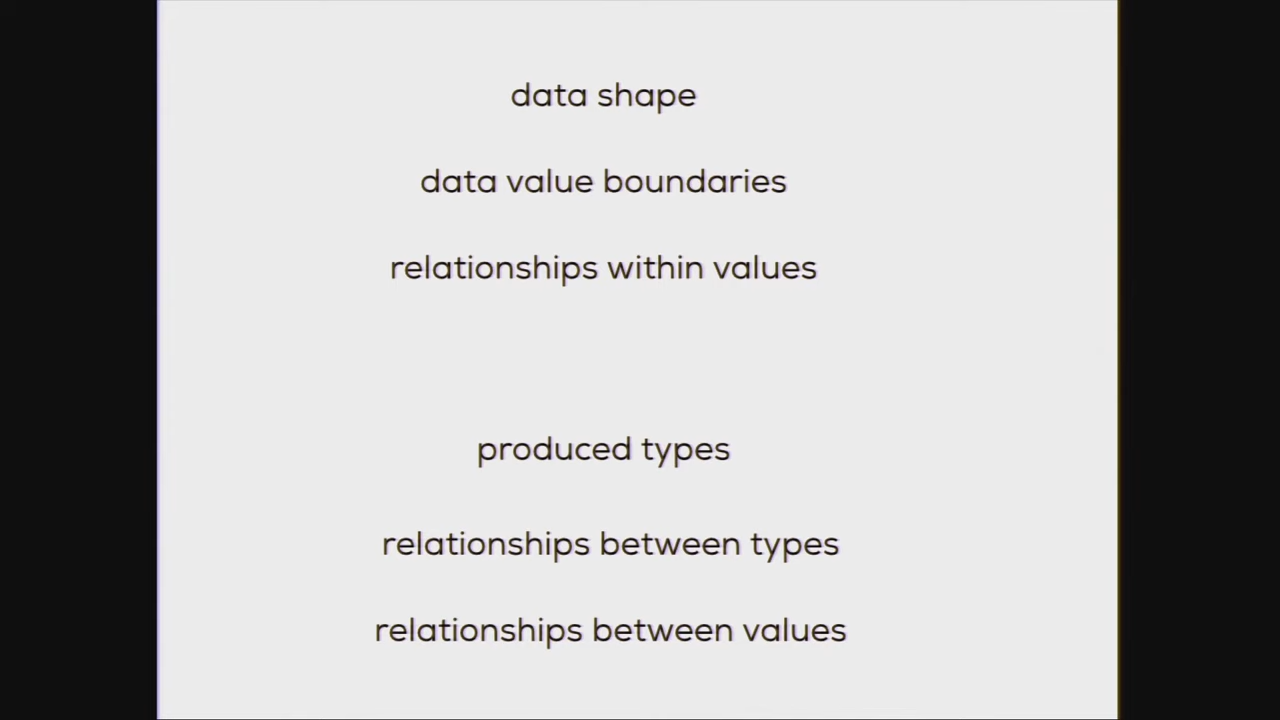 data shape
data value boundaries
relationships within values
produced types
relationships between types
relationships between values